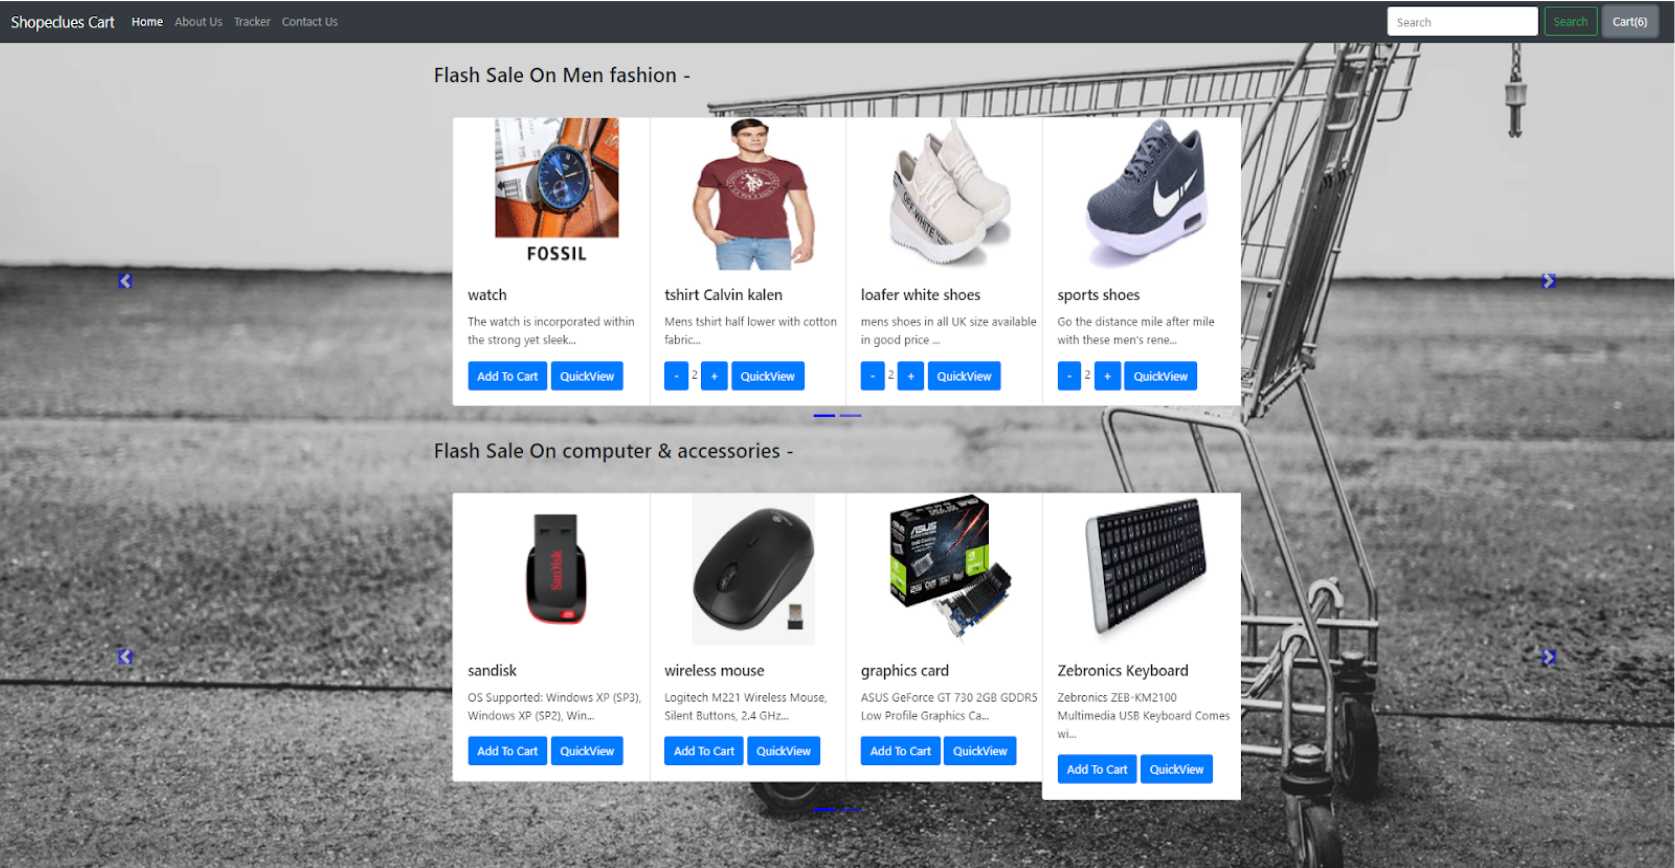 Shopeclues Cart Home About Us Tracker Contact Us Search Search Cart(6)
Flash Sale On Men fashion -
FOSSIL
OFF-WHITE
watch
The watch is incorporated within
the strong yet sleek...
Add To Cart QuickView
tshirt Calvin kalen
Mens tshirt half lower with cotton
fabric...
- 2 + QuickView
loafer white shoes
mens shoes in all UK size available
in good price ...
- 2 + QuickView
sports shoes
Go the distance mile after mile
with these men's rene...
- 2 + QuickView
Flash Sale On computer & accessories -
SanDisk
ASUS
sandisk
OS Supported: Windows XP (SP3),
Windows XP (SP2), Win...
Add To Cart QuickView
wireless mouse
Logitech M221 Wireless Mouse,
Silent Buttons, 2.4 GHz...
Add To Cart QuickView
graphics card
ASUS GeForce GT 730 2GB GDDR5
Low Profile Graphics Ca...
Add To Cart QuickView
Zebronics Keyboard
Zebronics ZEB-KM2100
Multimedia USB Keyboard Comes
wi...
Add To Cart QuickView